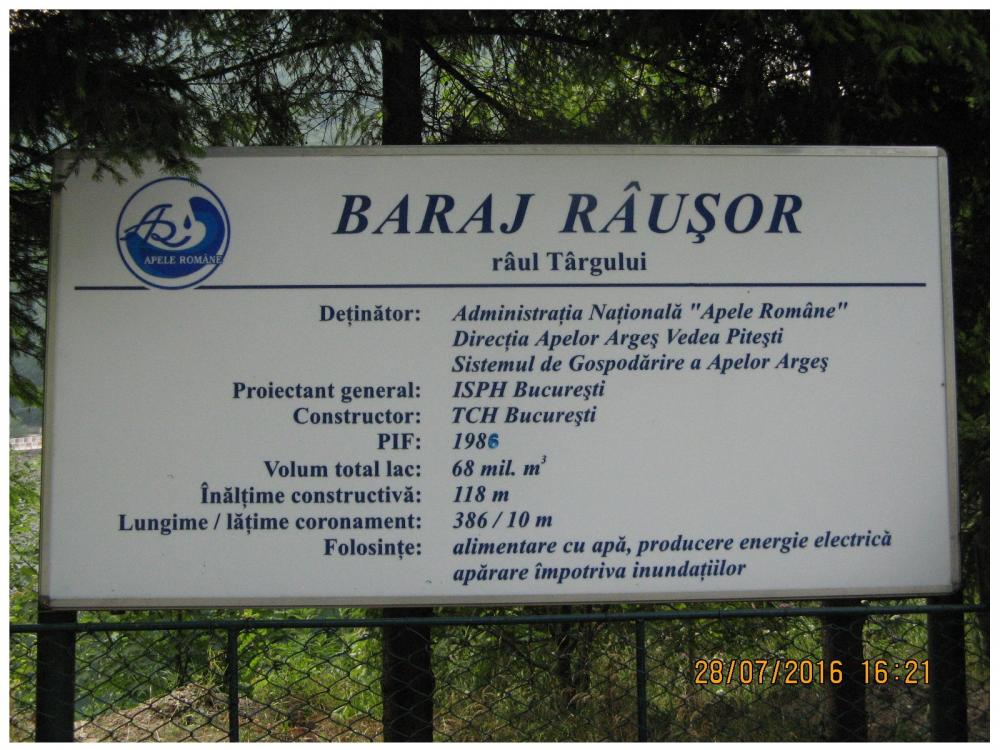 BARAJ RÂUŞOR
râul Târgului
APELE ROMÂNE
Deţinător: Administraţia Naţională "Apele Române"
Direcţia Apelor Argeş Vedea Piteşti
Sistemul de Gospodărire a Apelor Argeş
Proiectant general: ISPH Bucureşti
Constructor: TCH Bucureşti
PIF: 1986
Volum total lac: 68 mil. m³
Înălţime constructivă: 118 m
Lungime / lăţime coronament: 386 / 10 m
Folosinţe: alimentare cu apă, producere energie electrică
apărare împotriva inundaţiilor
28/07/2016 16:21